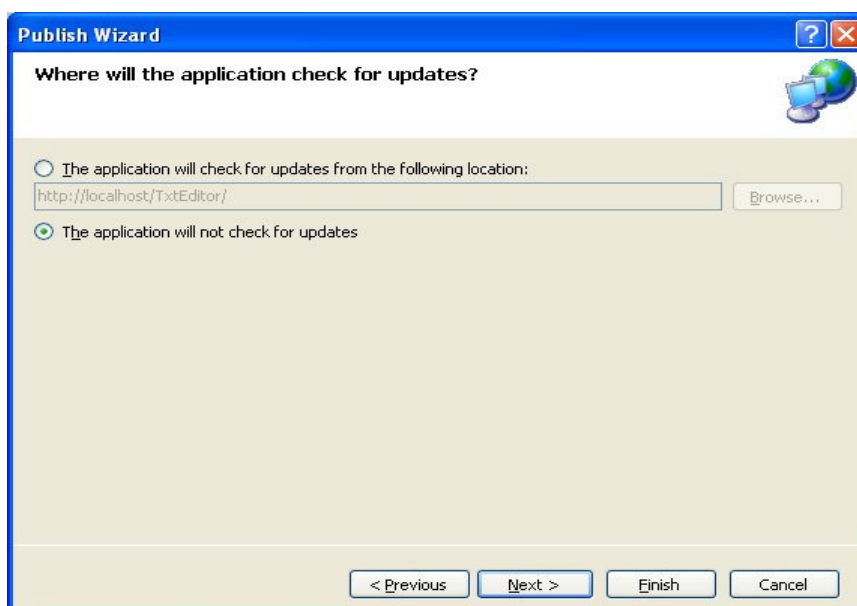 Publish Wizard
Where will the application check for updates?
The application will check for updates from the following location:
http://localhost/TxtEditor/
Browse...
The application will not check for updates
< Previous
Next >
Finish
Cancel